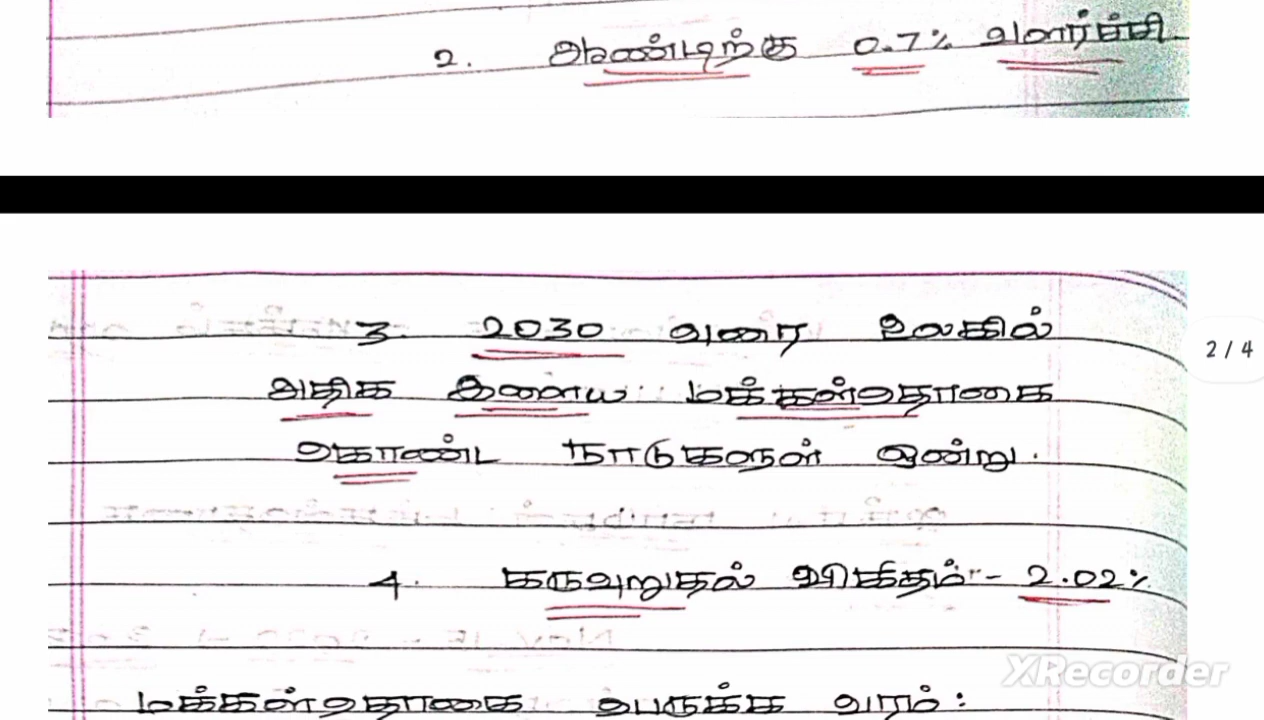 2. ஆண்டிற்கு 0.7% வளர்ச்சி
3. 2030 வரை உலகில்
அதிக இளைய மக்கள்தொகை
கொண்ட நாடுகளுள் ஒன்று.
2 / 4
4. கருவுறுதல் விகிதம் - 2.02%
மக்கள்தொகை பெருக்க வரம் :
XRecorder